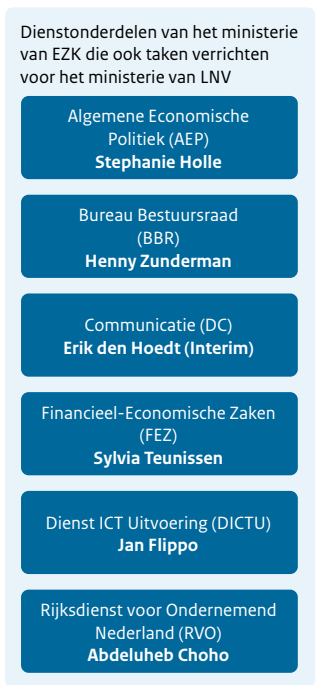 Dienstonderdelen van het ministerie
van EZK die ook taken verrichten
voor het ministerie van LNV
Algemene Economische
Politiek (AEP)
Stephanie Holle
Bureau Bestuursraad
(BBR)
Henny Zunderman
Communicatie (DC)
Erik den Hoedt (Interim)
Financieel-Economische Zaken
(FEZ)
Sylvia Teunissen
Dienst ICT Uitvoering (DICTU)
Jan Flippo
Rijksdienst voor Ondernemend
Nederland (RVO)
Abdeluheb Choho